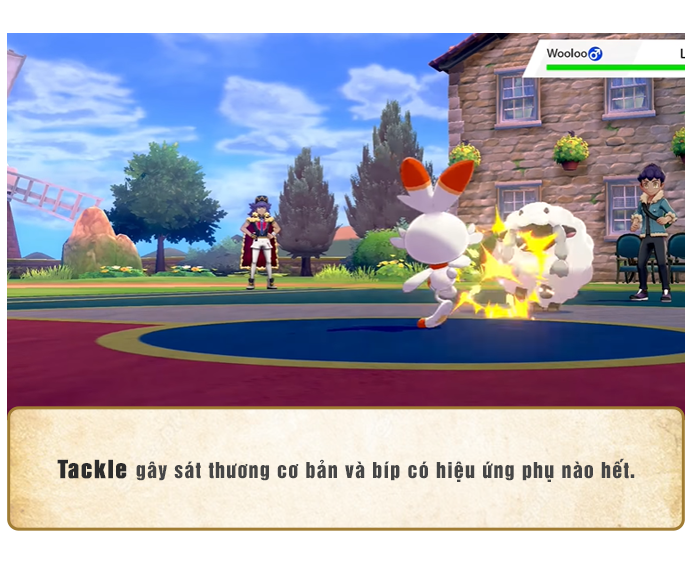 Wooloo♂
L
Tackle gây sát thương cơ bản và bíp có hiệu ứng phụ nào hết.